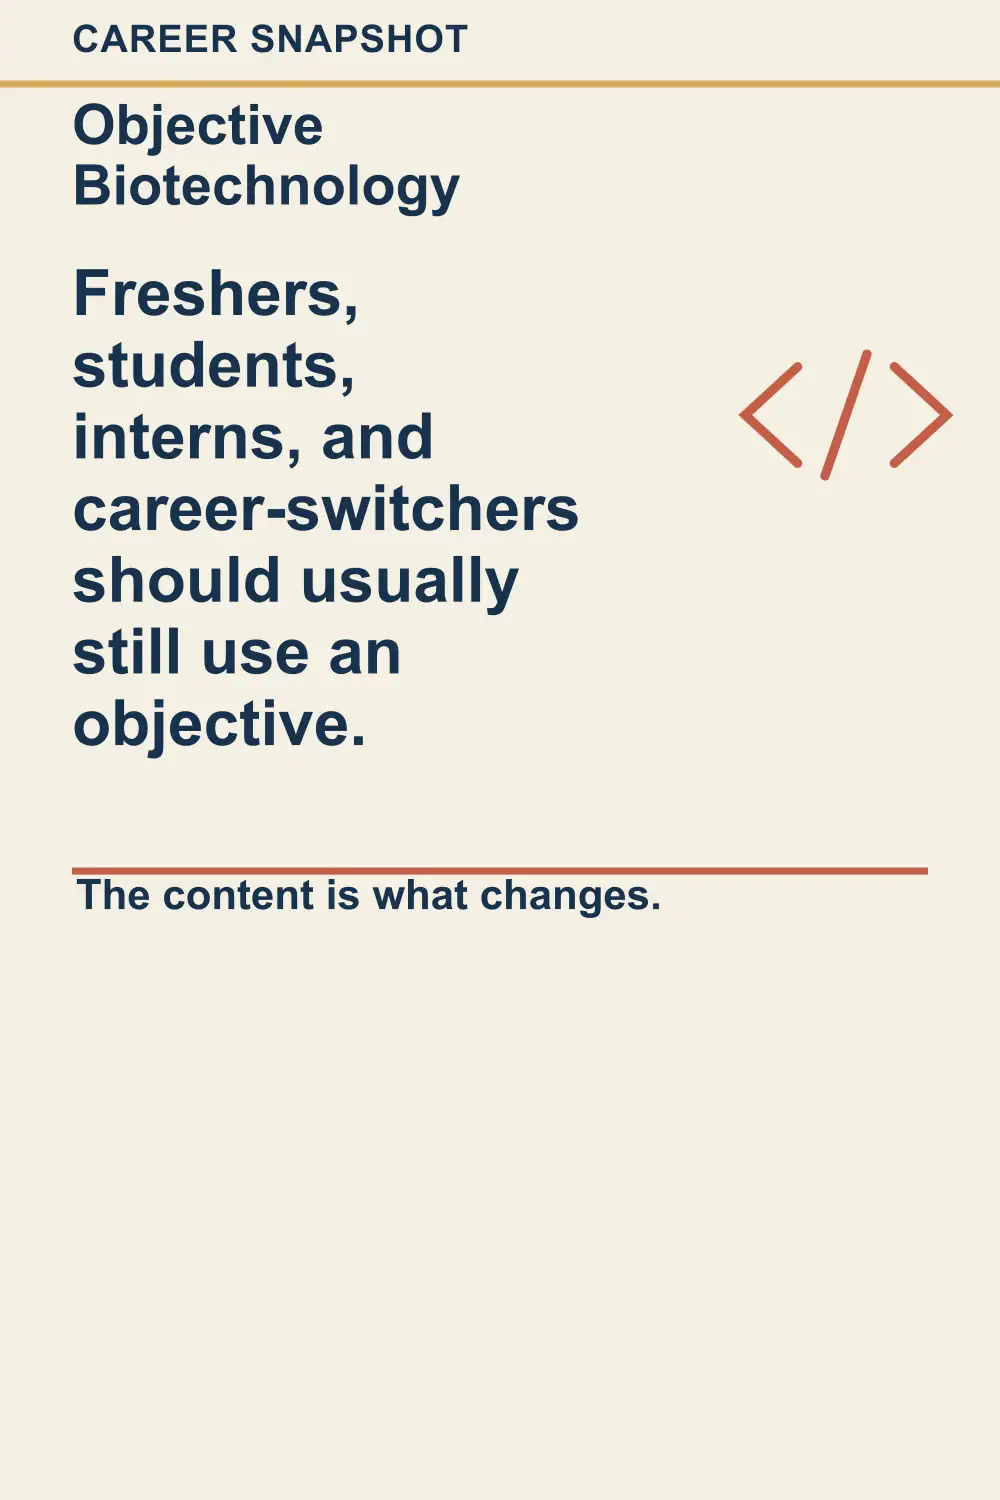 CAREER SNAPSHOT
Objective
Biotechnology
Freshers,
students,
interns, and
career-switchers
should usually
still use an
objective.
The content is what changes.